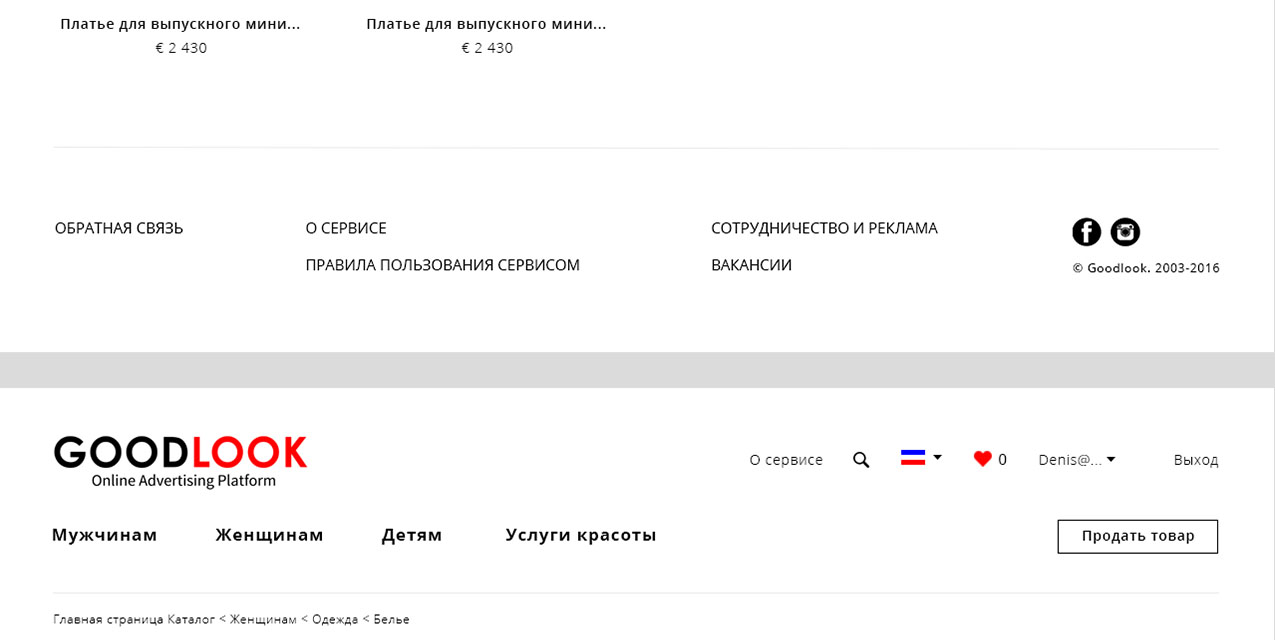 Платье для выпускного мини...
€ 2 430
Платье для выпускного мини...
€ 2 430
ОБРАТНАЯ СВЯЗЬ
О СЕРВИСЕ
ПРАВИЛА ПОЛЬЗОВАНИЯ СЕРВИСОМ
СОТРУДНИЧЕСТВО И РЕКЛАМА
ВАКАНСИИ
© Goodlook. 2003-2016
GOODLOOK
Online Advertising Platform
О сервисе
0
Denis@...
Выход
Мужчинам
Женщинам
Детям
Услуги красоты
Продать товар
Главная страница Каталог < Женщинам < Одежда < Белье